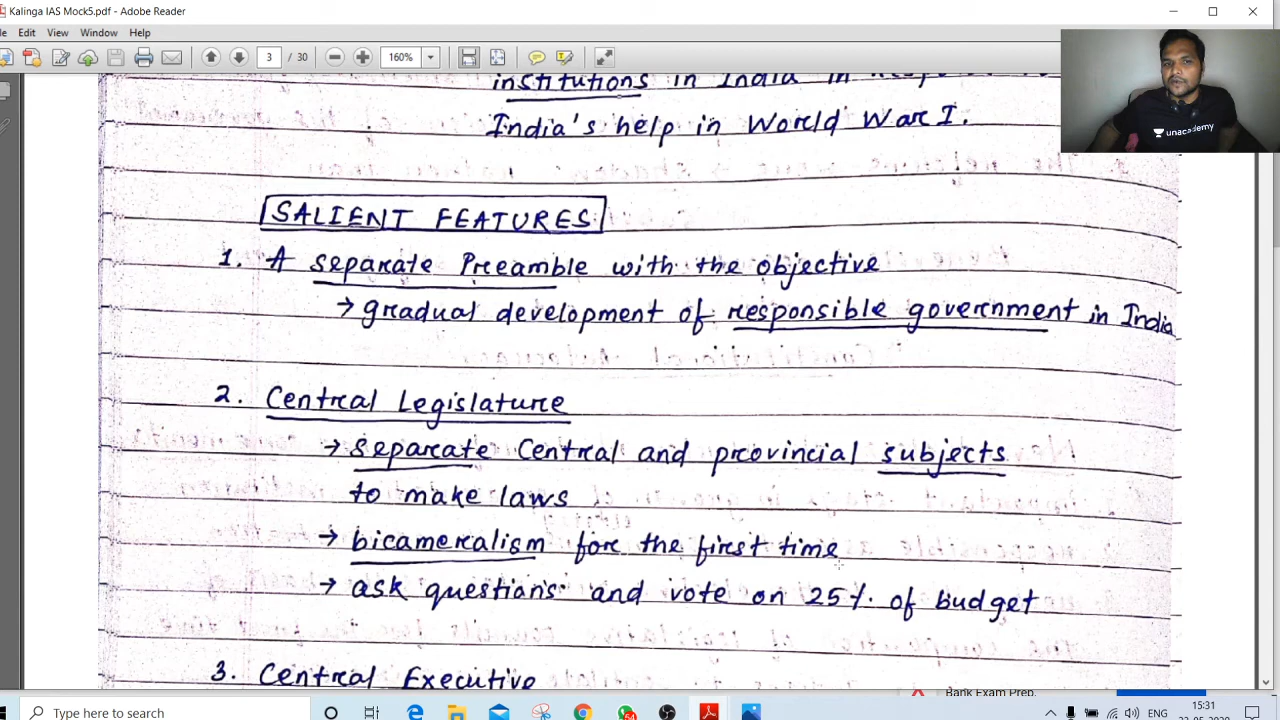 Kalinga IAS Mock5.pdf - Adobe Reader
Edit View Window Help
3 / 30
160%
unacademy
institutions in India in
India's help in World War I.
SALIENT FEATURES
1. A separate Preamble with the objective
→ gradual development of responsible government in India
2. Central Legislature
→ separate Central and provincial subjects
to make laws
→ bicameralism for the first time
→ ask questions and vote on 25% of budget
3. Central Executive
Bank Exam Prep.
Type here to search
15:31